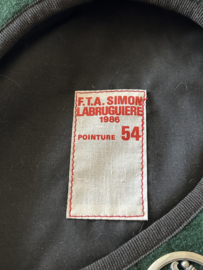 F.T.A. SIMON
LABRUGUIERE
1986
POINTURE 54